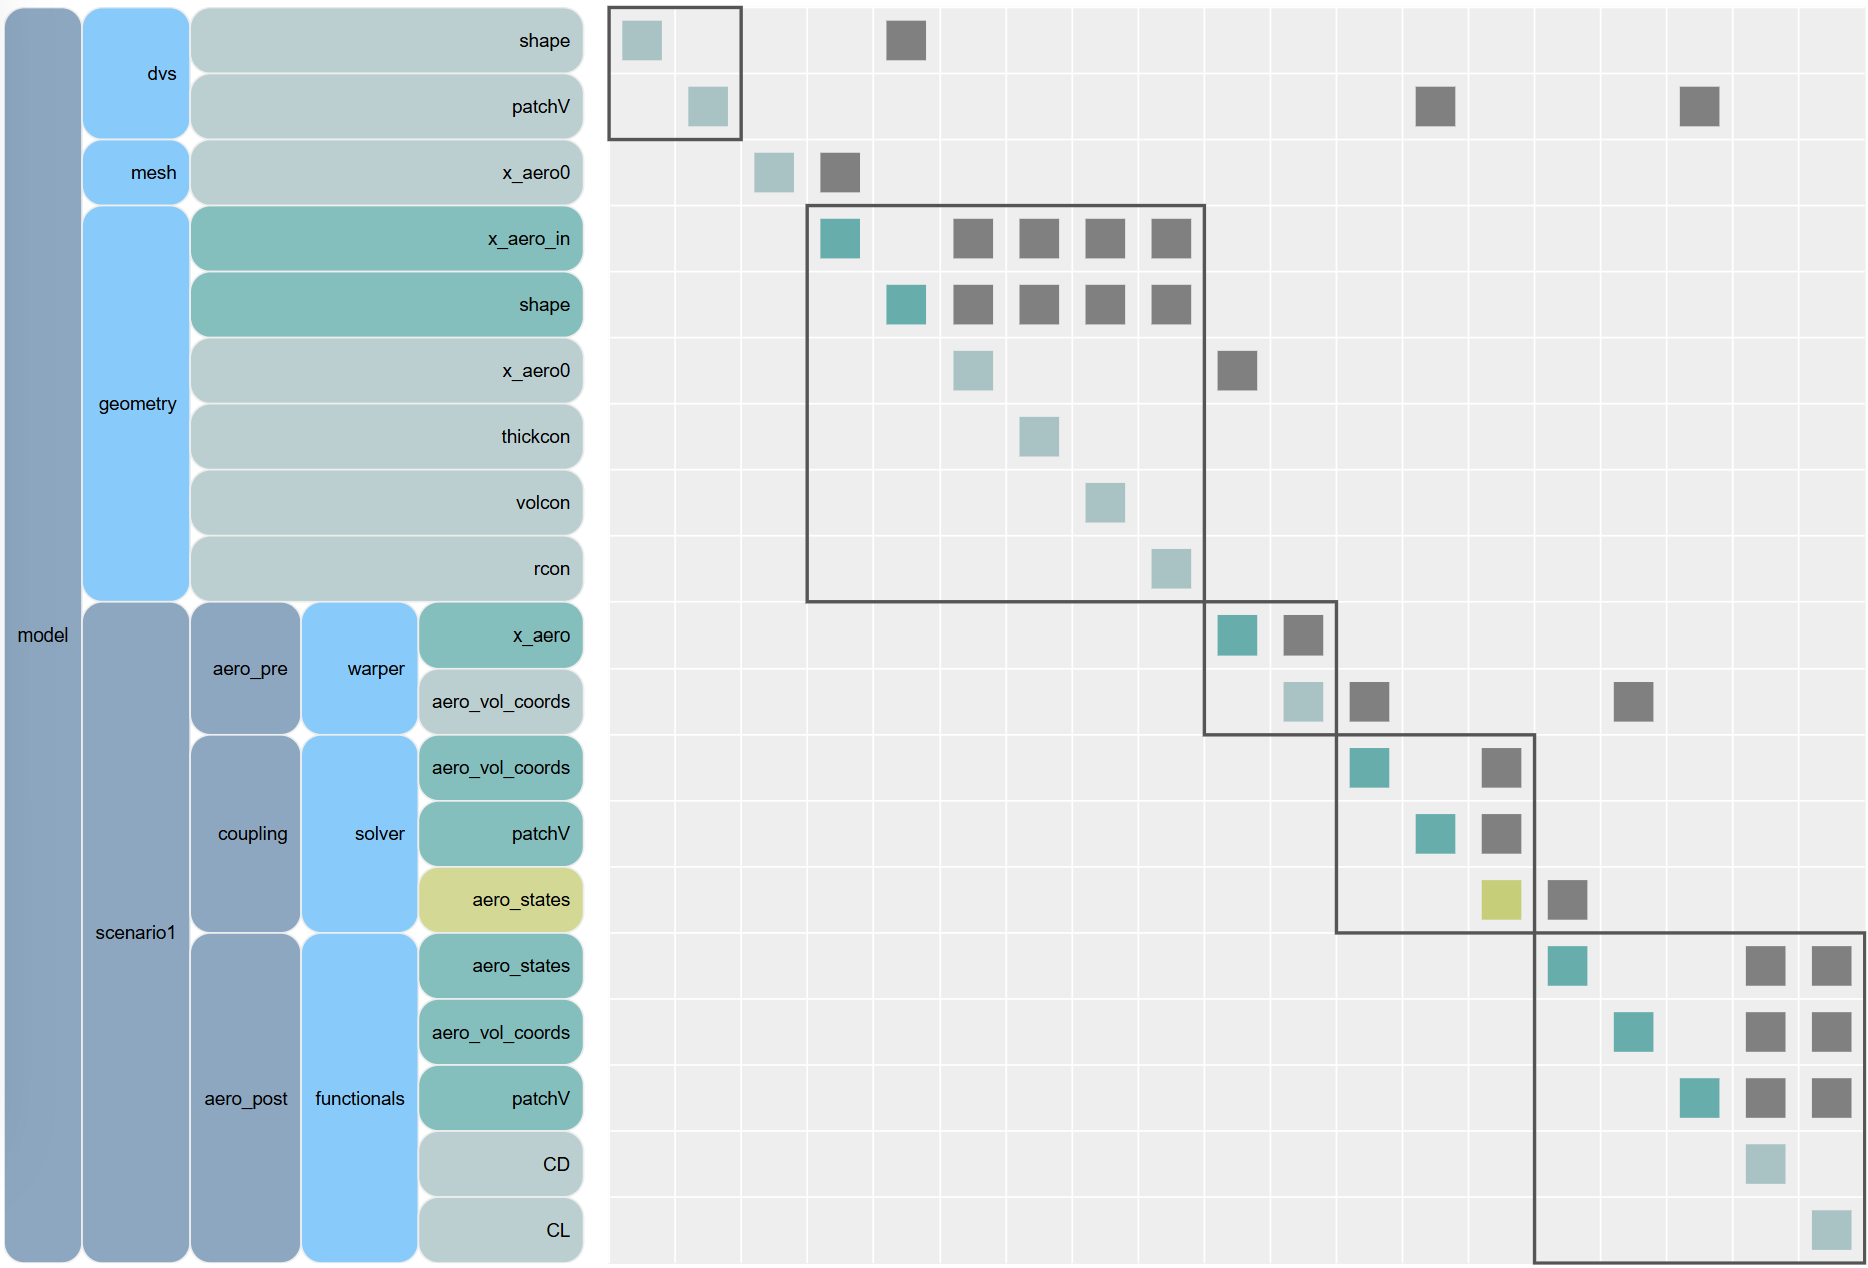 model
dvs
shape
patchV
mesh
x_aero0
geometry
x_aero_in
shape
x_aero0
thickcon
volcon
rcon
scenario1
aero_pre
warper
x_aero
aero_vol_coords
coupling
solver
aero_vol_coords
patchV
aero_states
aero_post
functionals
aero_states
aero_vol_coords
patchV
CD
CL